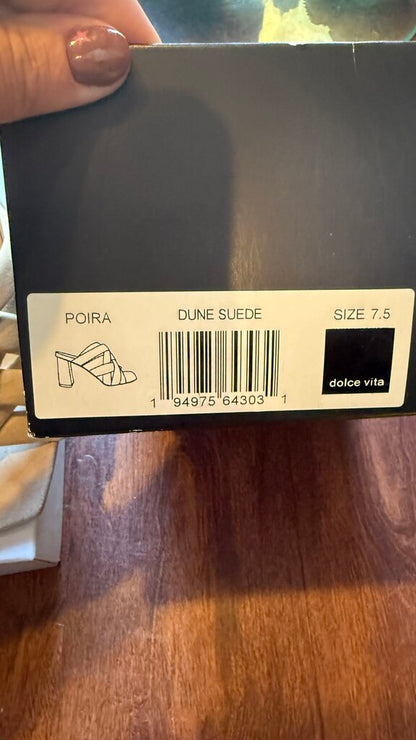 POIRA
DUNE SUEDE
SIZE 7.5
1 94975 64303 1
dolce vita